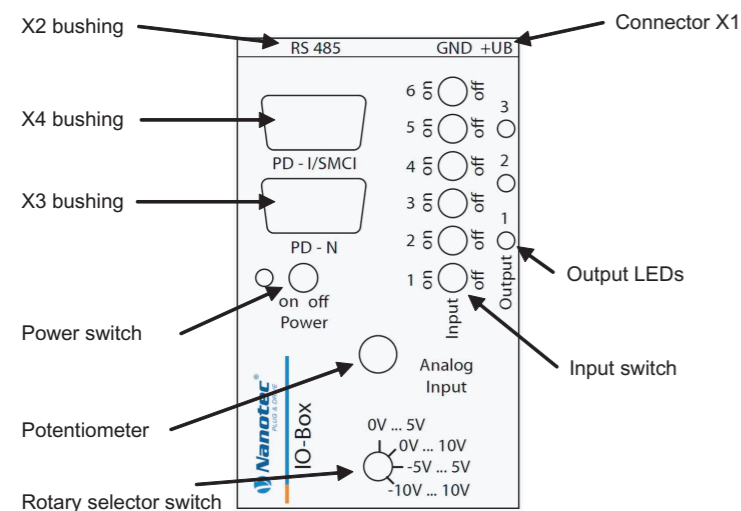 X2 bushing
Connector X1
RS 485
GND +UB
X4 bushing
PD - I/SMCI
X3 bushing
PD - N
6 on off
5 on off
4 on off
3 on off
2 on off
1 on off
Input
3
2
1
Output
Output LEDs
on off
Power
Power switch
Input switch
Analog
Input
Potentiometer
Nanotec®
PLUG & DRIVE
IO-Box
0V ... 5V
0V ... 10V
-5V ... 5V
-10V ... 10V
Rotary selector switch